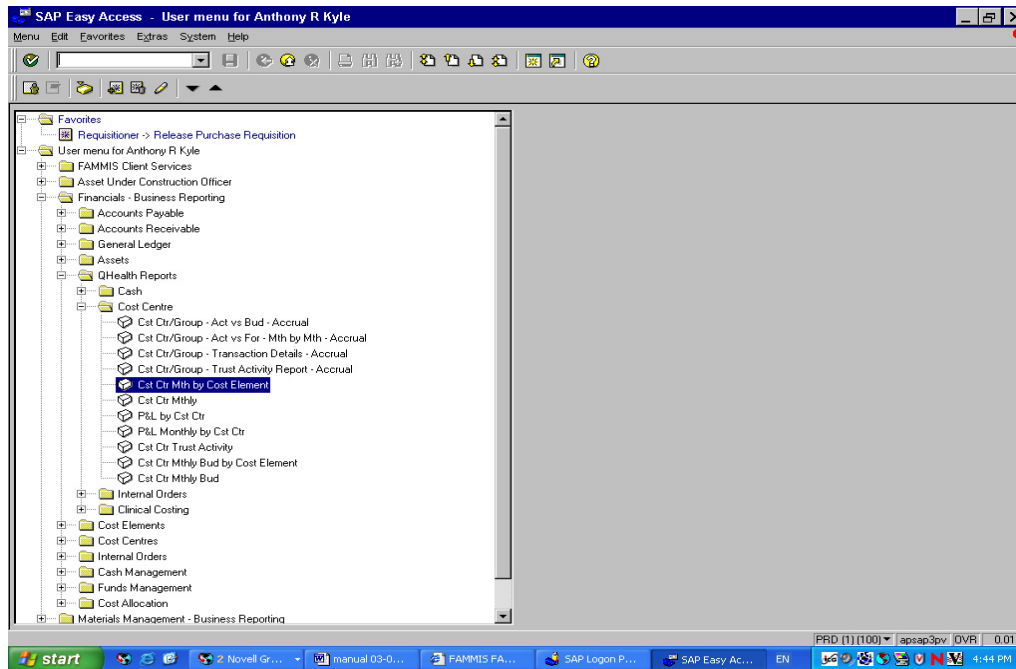 SAP Easy Access - User menu for Anthony R Kyle
Menu Edit Favorites Extras System Help
Favorites
Requisitioner -> Release Purchase Requisition
User menu for Anthony R Kyle
FAMMIS Client Services
Asset Under Construction Officer
Financials - Business Reporting
Accounts Payable
Accounts Receivable
General Ledger
Assets
QHealth Reports
Cash
Cost Centre
Cst Ctr/Group - Act vs Bud - Accrual
Cst Ctr/Group - Act vs For - Mth by Mth - Accrual
Cst Ctr/Group - Transaction Details - Accrual
Cst Ctr/Group - Trust Activity Report - Accrual
Cst Ctr Mth by Cost Element
Cst Ctr Mthly
P&L by Cst Ctr
P&L Monthly by Cst Ctr
Cst Ctr Trust Activity
Cst Ctr Mthly Bud by Cost Element
Cst Ctr Mthly Bud
Internal Orders
Clinical Costing
Cost Elements
Cost Centres
Internal Orders
Cash Management
Funds Management
Cost Allocation
Materials Management - Business Reporting
PRD (1) (100) apsap3pv OVR 0.01
start 2 Novell Gr... manual 03-0... FAMMIS FA... SAP Logon P... SAP Easy Ac... EN 4:44 PM